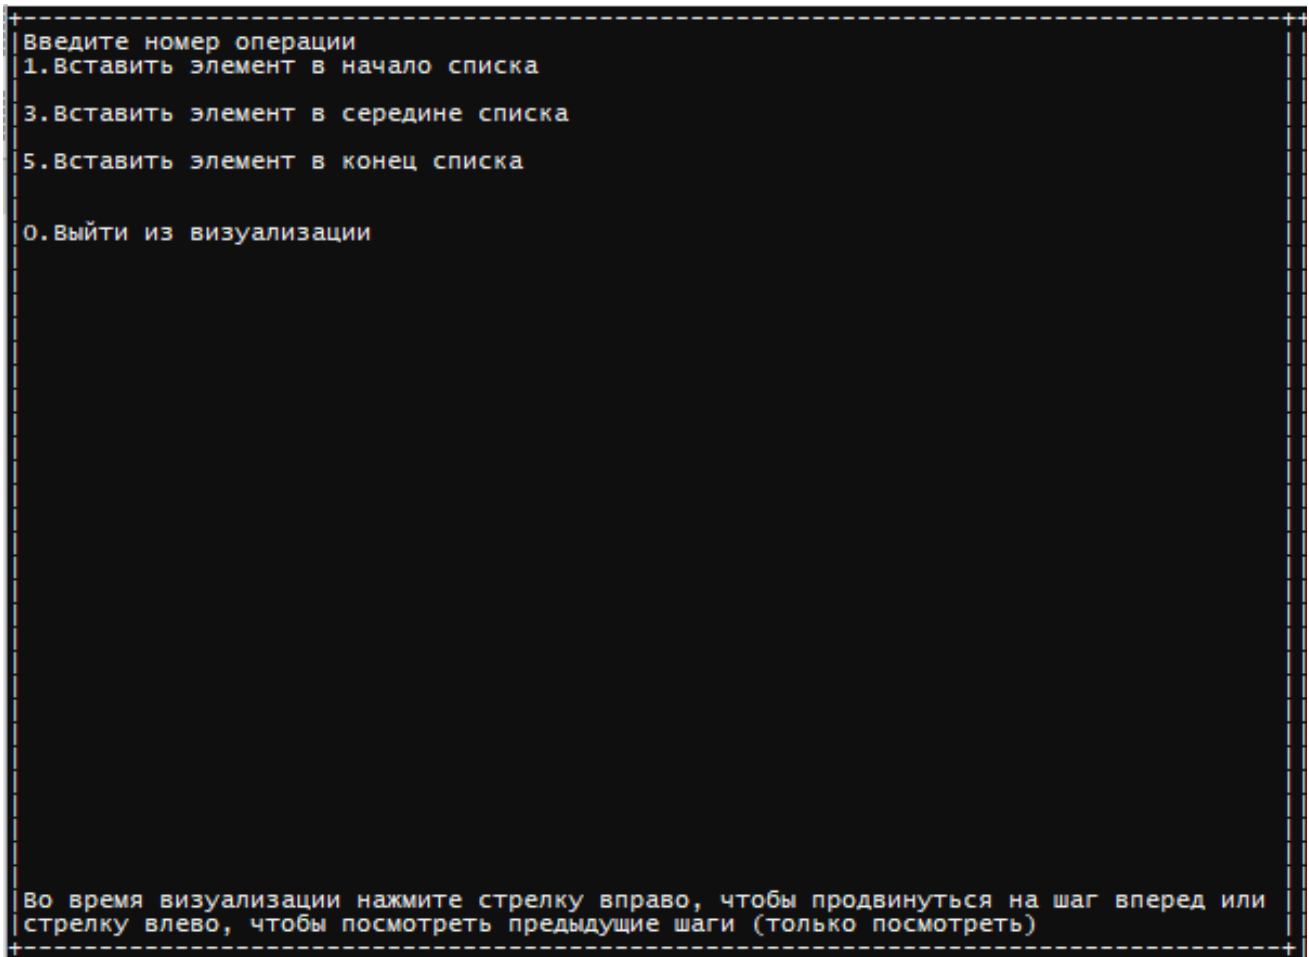 Введите номер операции
1.Вставить элемент в начало списка
3.Вставить элемент в середине списка
5.Вставить элемент в конец списка
0.Выйти из визуализации
Во время визуализации нажмите стрелку вправо, чтобы продвинуться на шаг вперед или
стрелку влево, чтобы посмотреть предыдущие шаги (только посмотреть)